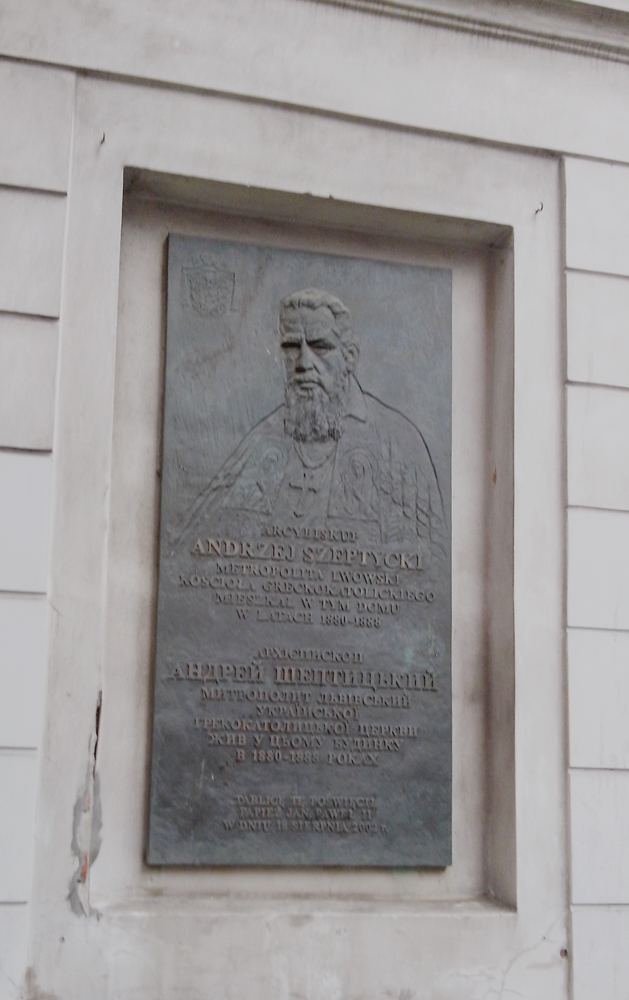 ARCYBISKUP
ANDRZEJ SZEPTYCKI
METROPOLITA LWOWSKI
KOŚCIOŁA GRECKOKATOLICKIEGO
MIESZKAŁ W TYM DOMU
W LATACH 1880-1888
АРХІЄПИСКОП
АНДРЕЙ ШЕПТИЦЬКИЙ
МИТРОПОЛИТ ЛЬВІВСЬКИЙ
УКРАЇНСЬКОЇ
ГРЕКОКАТОЛИЦЬКОЇ ЦЕРКВИ
ЖИВ У ЦЬОМУ БУДИНКУ
В 1880-1888 РОКАХ
TABLICĘ TĘ POŚWIĘCIŁ
PAPIEŻ JAN PAWEŁ II
W DNIU 18 SIERPNIA 2002 r.